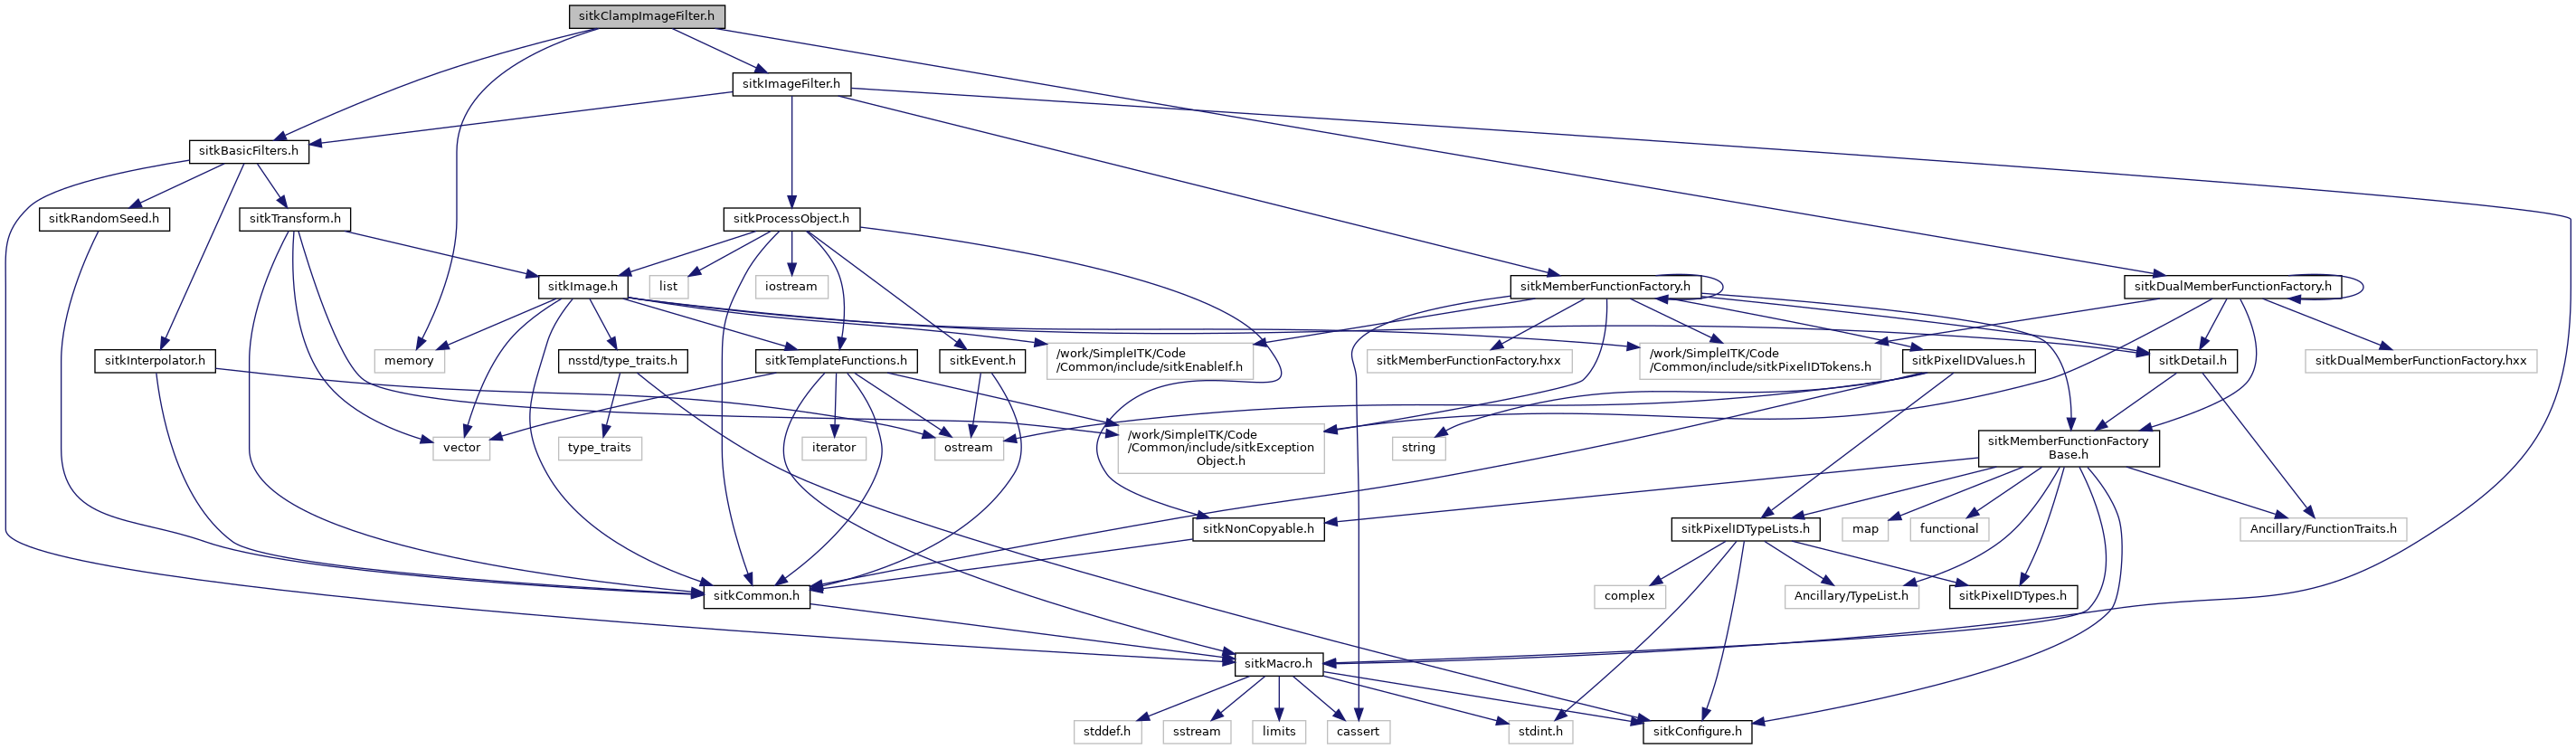 sitkClampImageFilter.h
sitkImageFilter.h
sitkBasicFilters.h
sitkRandomSeed.h
sitkTransform.h
sitkProcessObject.h
sitkImage.h
list
iostream
sitkMemberFunctionFactory.h
sitkDualMemberFunctionFactory.h
sitkInterpolator.h
memory
nsstd/type_traits.h
sitkTemplateFunctions.h
sitkEvent.h
/work/SimpleITK/Code
/Common/include/sitkEnableIf.h
sitkMemberFunctionFactory.hxx
/work/SimpleITK/Code
/Common/include/sitkPixelIDTokens.h
sitkPixelIDValues.h
sitkDetail.h
sitkDualMemberFunctionFactory.hxx
vector
type_traits
iterator
ostream
/work/SimpleITK/Code
/Common/include/sitkException
Object.h
string
sitkMemberFunctionFactory
Base.h
sitkNonCopyable.h
sitkPixelIDTypeLists.h
map
functional
Ancillary/FunctionTraits.h
sitkCommon.h
complex
Ancillary/TypeList.h
sitkPixelIDTypes.h
sitkMacro.h
stddef.h
sstream
limits
cassert
stdint.h
sitkConfigure.h